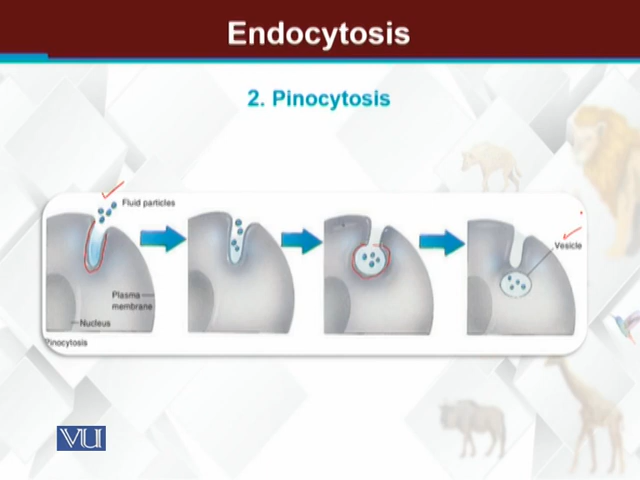 Endocytosis
2. Pinocytosis
Fluid particles
Vesicle
Plasma
membrane
Nucleus
Pinocytosis
VU